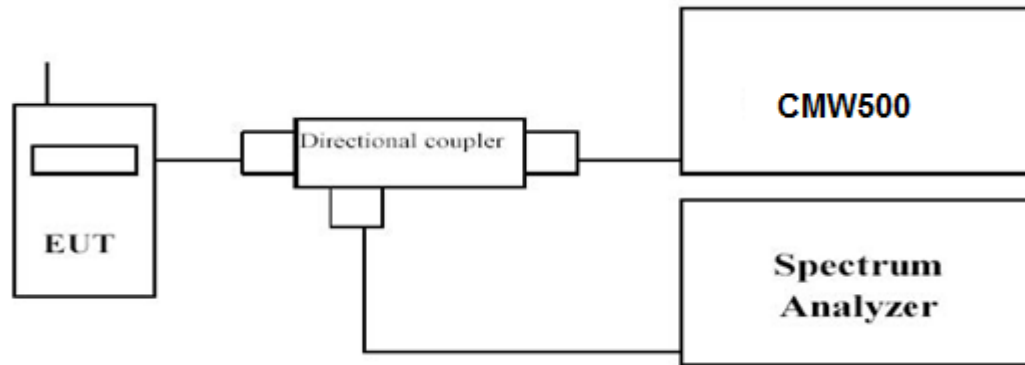 CMW500
Directional coupler
EUT
Spectrum
Analyzer